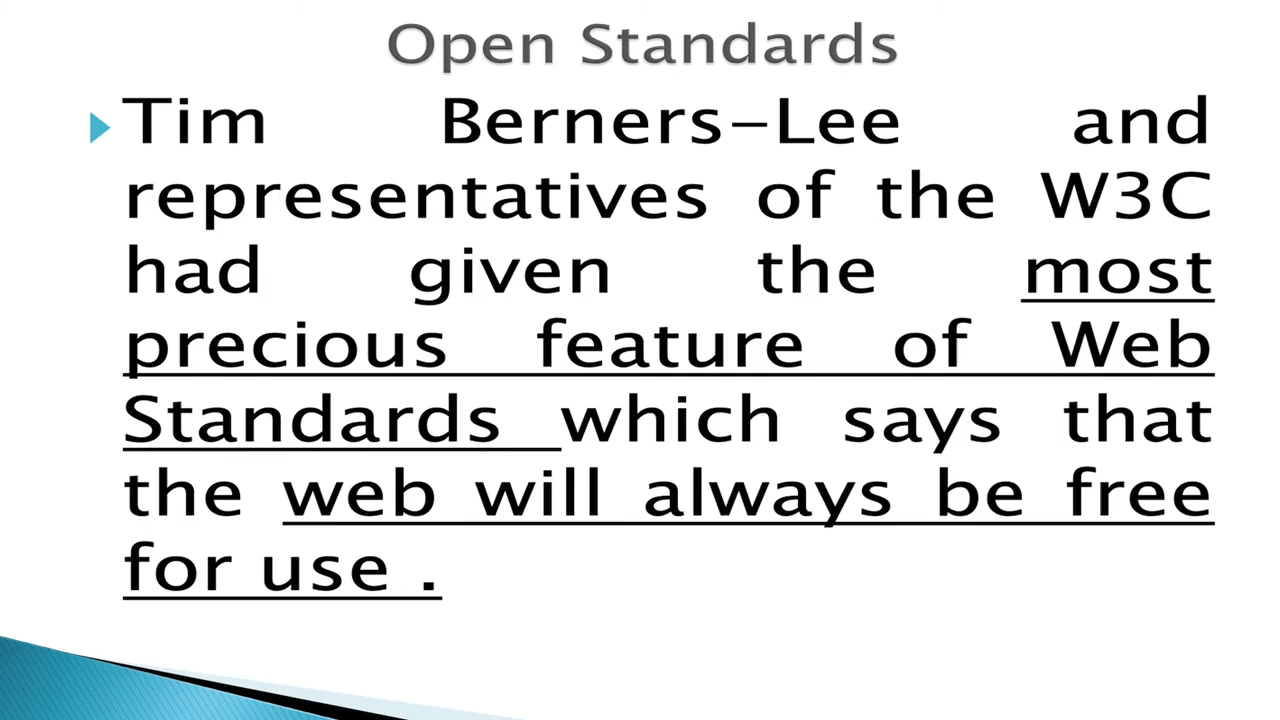 Open Standards
Tim Berners-Lee and
representatives of the W3C
had given the most
precious feature of Web
Standards which says that
the web will always be free
for use .